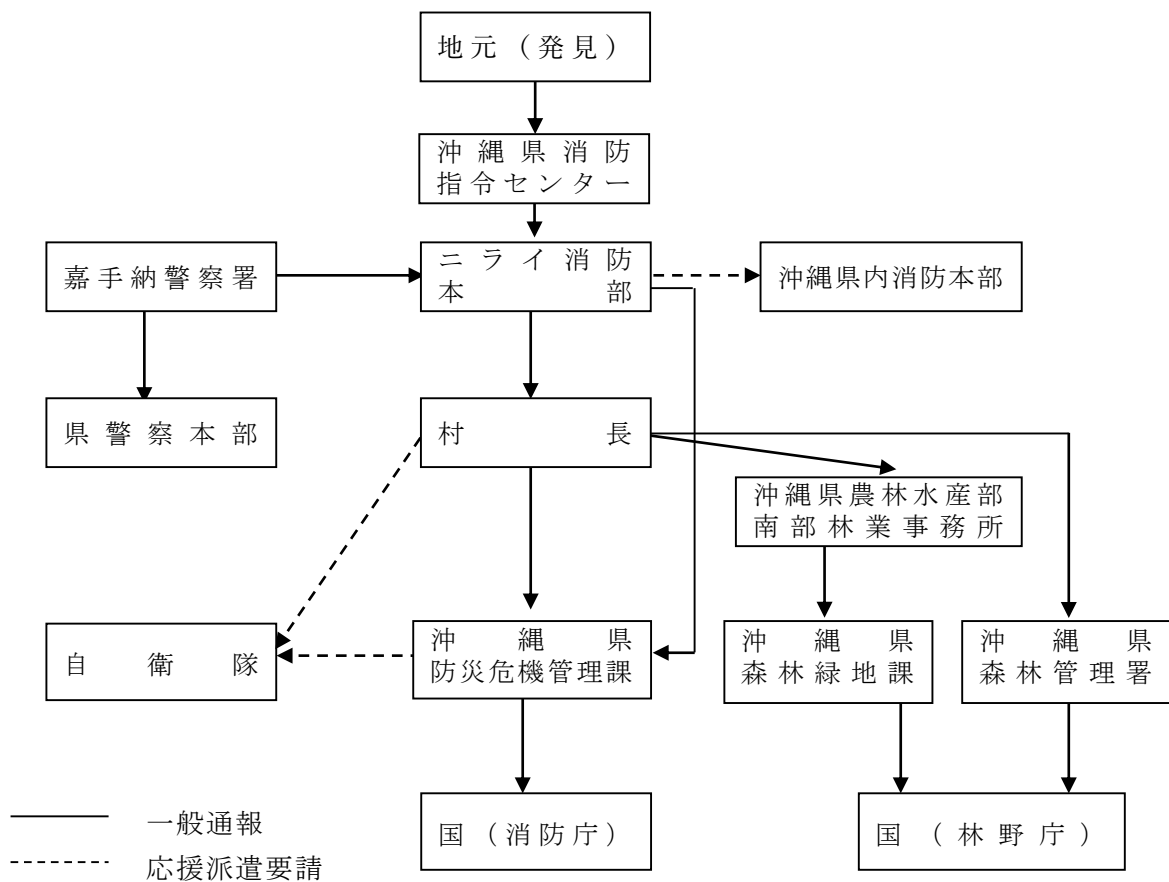 地元（発見）
沖縄県消防
指令センター
嘉手納警察署
ニライ消防
本部
沖縄県内消防本部
県警察本部
村長
沖縄県農林水産部
南部林業事務所
自衛隊
沖縄県
防災危機管理課
沖縄県
森林緑地課
沖縄県
森林管理署
国（消防庁）
国（林野庁）
一般通報
応援派遣要請